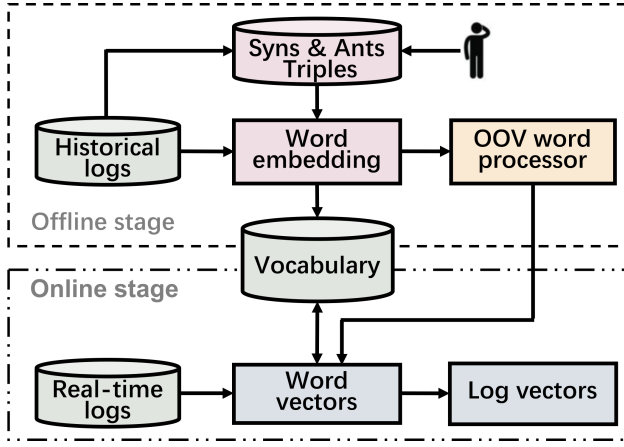 Syns & Ants
Triples
Historical
logs
Word
embedding
OOV word
processor
Offline stage
Vocabulary
Online stage
Real-time
logs
Word
vectors
Log vectors